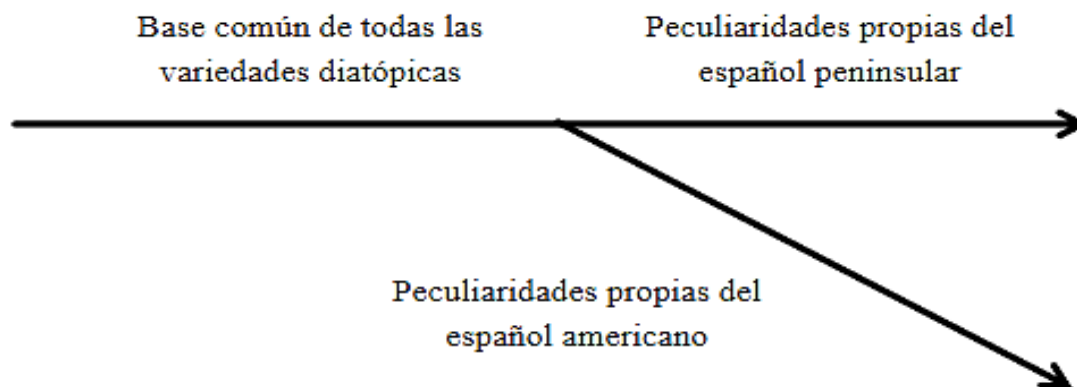 Base común de todas las
variedades diatópicas
Peculiaridades propias del
español peninsular
Peculiaridades propias del
español americano